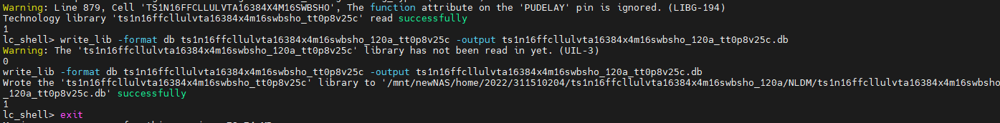 Warning: Line 879, Cell 'TS1N16FFCLLULVTA16384X4M16SWBSHO', The function attribute on the 'PUDELAY' pin is ignored. (LIBG-194)
Technology library 'ts1n16ffcllulvta16384x4m16swbsho_tt0p8v25c' read successfully
1
lc_shell> write_lib -format db ts1n16ffcllulvta16384x4m16swbsho_120a_tt0p8v25c -output ts1n16ffcllulvta16384x4m16swbsho_120a_tt0p8v25c.db
Warning: The 'ts1n16ffcllulvta16384x4m16swbsho_120a_tt0p8v25c' library has not been read in yet. (UIL-3)
0
write_lib -format db ts1n16ffcllulvta16384x4m16swbsho_tt0p8v25c -output ts1n16ffcllulvta16384x4m16swbsho_120a_tt0p8v25c.db
Wrote the 'ts1n16ffcllulvta16384x4m16swbsho_tt0p8v25c' library to '/mnt/newNAS/home/2022/311510204/ts1n16ffcllulvta16384x4m16swbsho_120a/NLDM/ts1n16ffcllulvta16384x4m16swbsho
_120a_tt0p8v25c.db' successfully
1
lc_shell> exit